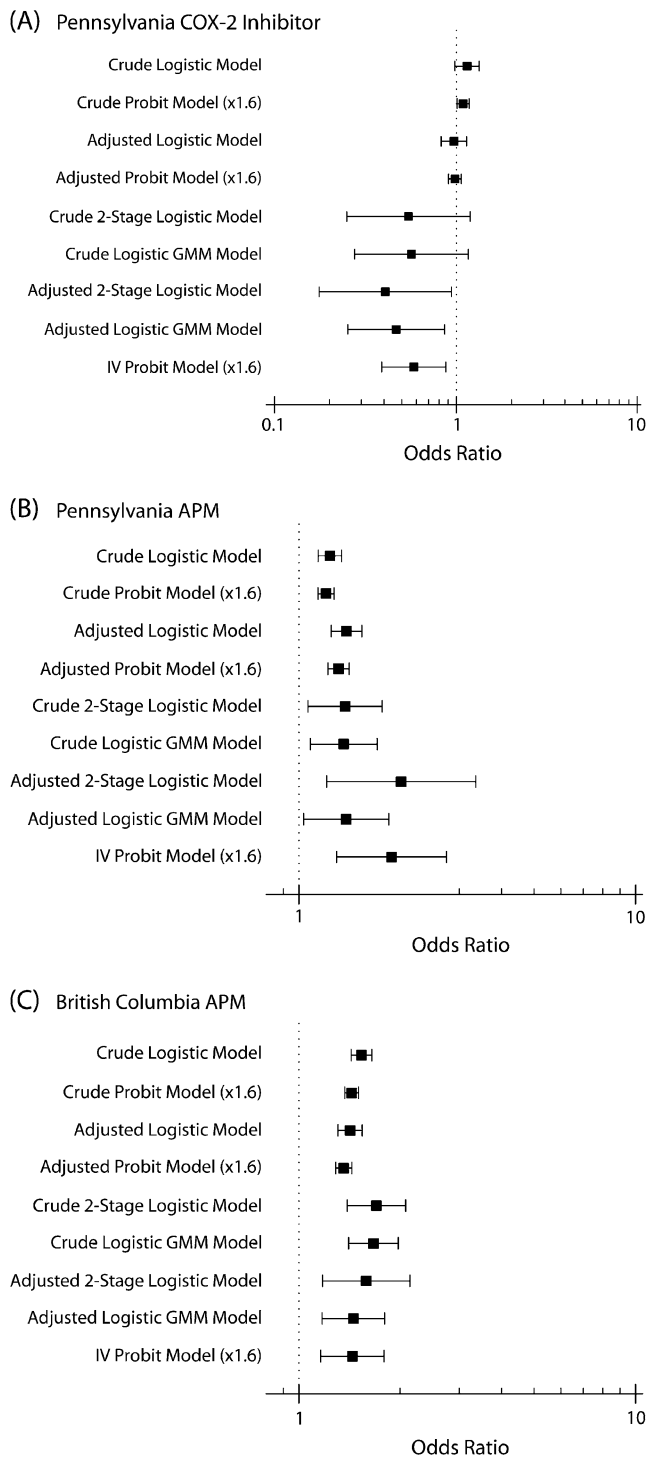 (A) Pennsylvania COX-2 Inhibitor
Crude Logistic Model
Crude Probit Model (x1.6)
Adjusted Logistic Model
Adjusted Probit Model (x1.6)
Crude 2-Stage Logistic Model
Crude Logistic GMM Model
Adjusted 2-Stage Logistic Model
Adjusted Logistic GMM Model
IV Probit Model (x1.6)
0.1 1 10
Odds Ratio
(B) Pennsylvania APM
Crude Logistic Model
Crude Probit Model (x1.6)
Adjusted Logistic Model
Adjusted Probit Model (x1.6)
Crude 2-Stage Logistic Model
Crude Logistic GMM Model
Adjusted 2-Stage Logistic Model
Adjusted Logistic GMM Model
IV Probit Model (x1.6)
1 10
Odds Ratio
(C) British Columbia APM
Crude Logistic Model
Crude Probit Model (x1.6)
Adjusted Logistic Model
Adjusted Probit Model (x1.6)
Crude 2-Stage Logistic Model
Crude Logistic GMM Model
Adjusted 2-Stage Logistic Model
Adjusted Logistic GMM Model
IV Probit Model (x1.6)
1 10
Odds Ratio